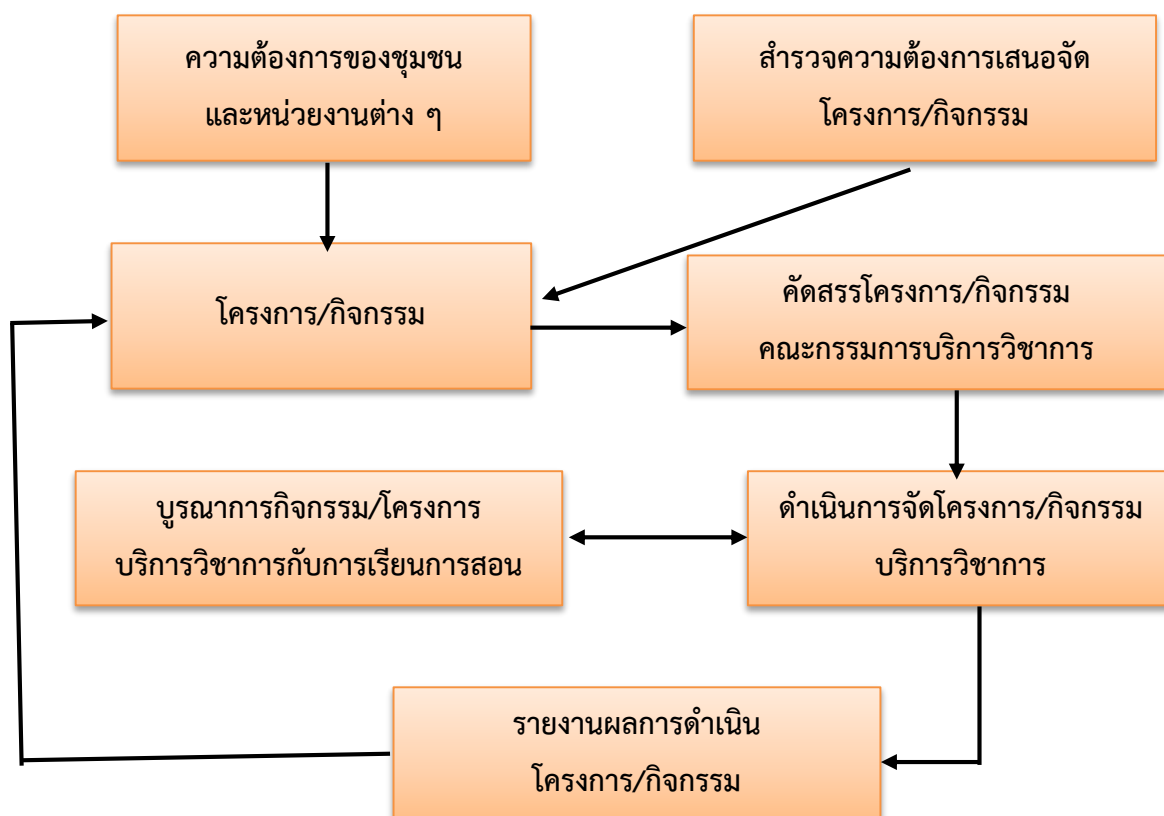 ความต้องการของชุมชน
และหน่วยงานต่าง ๆ
สำรวจความต้องการเสนอจัด
โครงการ/กิจกรรม
โครงการ/กิจกรรม
คัดสรรโครงการ/กิจกรรม
คณะกรรมการบริการวิชาการ
บูรณาการกิจกรรม/โครงการ
บริการวิชาการกับการเรียนการสอน
ดำเนินการจัดโครงการ/กิจกรรม
บริการวิชาการ
รายงานผลการดำเนิน
โครงการ/กิจกรรม